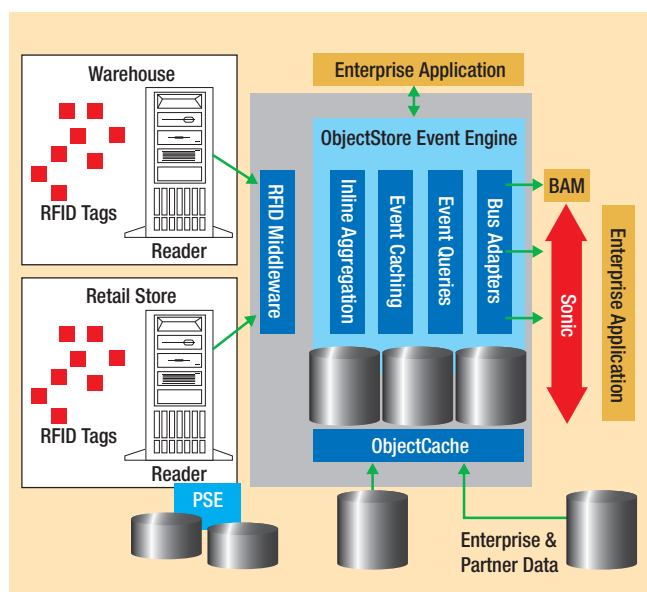 Warehouse
RFID Tags
Reader
Retail Store
RFID Tags
Reader
PSE
RFID Middleware
Enterprise Application
ObjectStore Event Engine
Inline Aggregation
Event Caching
Event Queries
Bus Adapters
ObjectCache
BAM
Sonic
Enterprise Application
Enterprise &
Partner Data